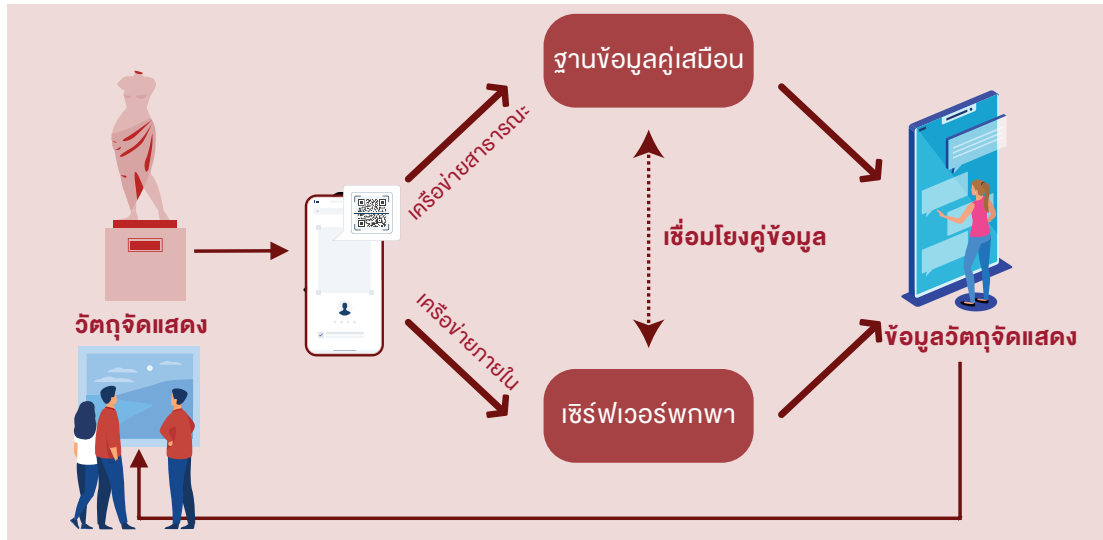 ฐานข้อมูลคู่เสมือน
เครือข่ายสาธารณะ
เชื่อมโยงคู่ข้อมูล
วัตถุจัดแสดง
เครือข่ายภายใน
ข้อมูลวัตถุจัดแสดง
เซิร์ฟเวอร์พกพา